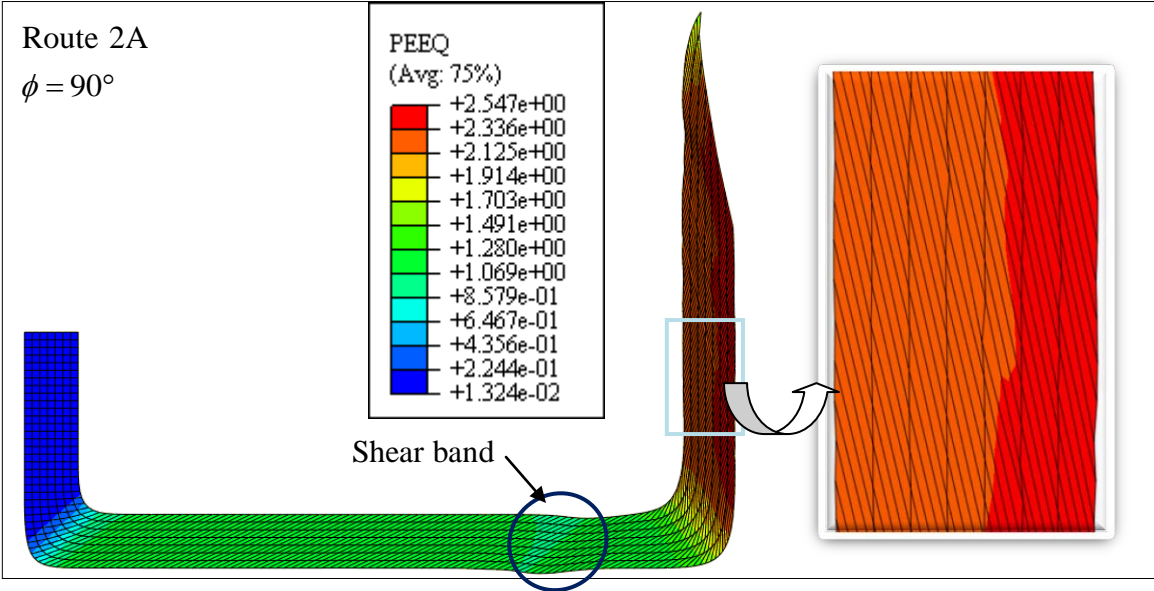 Route 2A
ϕ = 90°
PEEQ
(Avg: 75%)
+2.547e+00
+2.336e+00
+2.125e+00
+1.914e+00
+1.703e+00
+1.491e+00
+1.280e+00
+1.069e+00
+8.579e-01
+6.467e-01
+4.356e-01
+2.244e-01
+1.324e-02
Shear band